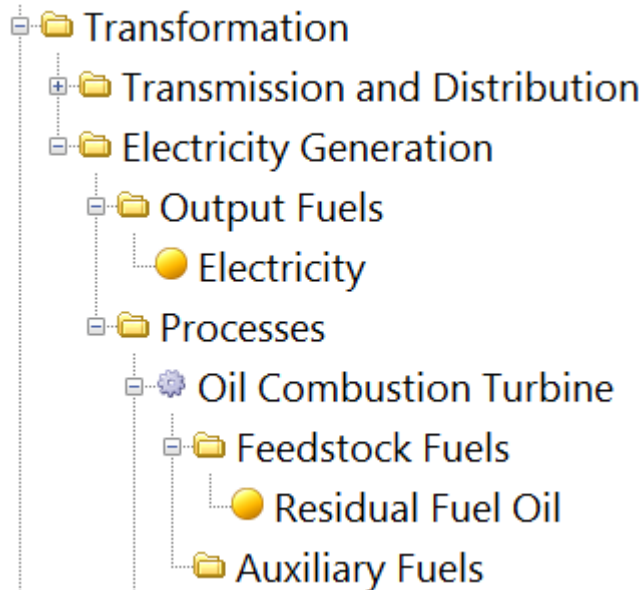 Transformation
Transmission and Distribution
Electricity Generation
Output Fuels
Electricity
Processes
Oil Combustion Turbine
Feedstock Fuels
Residual Fuel Oil
Auxiliary Fuels